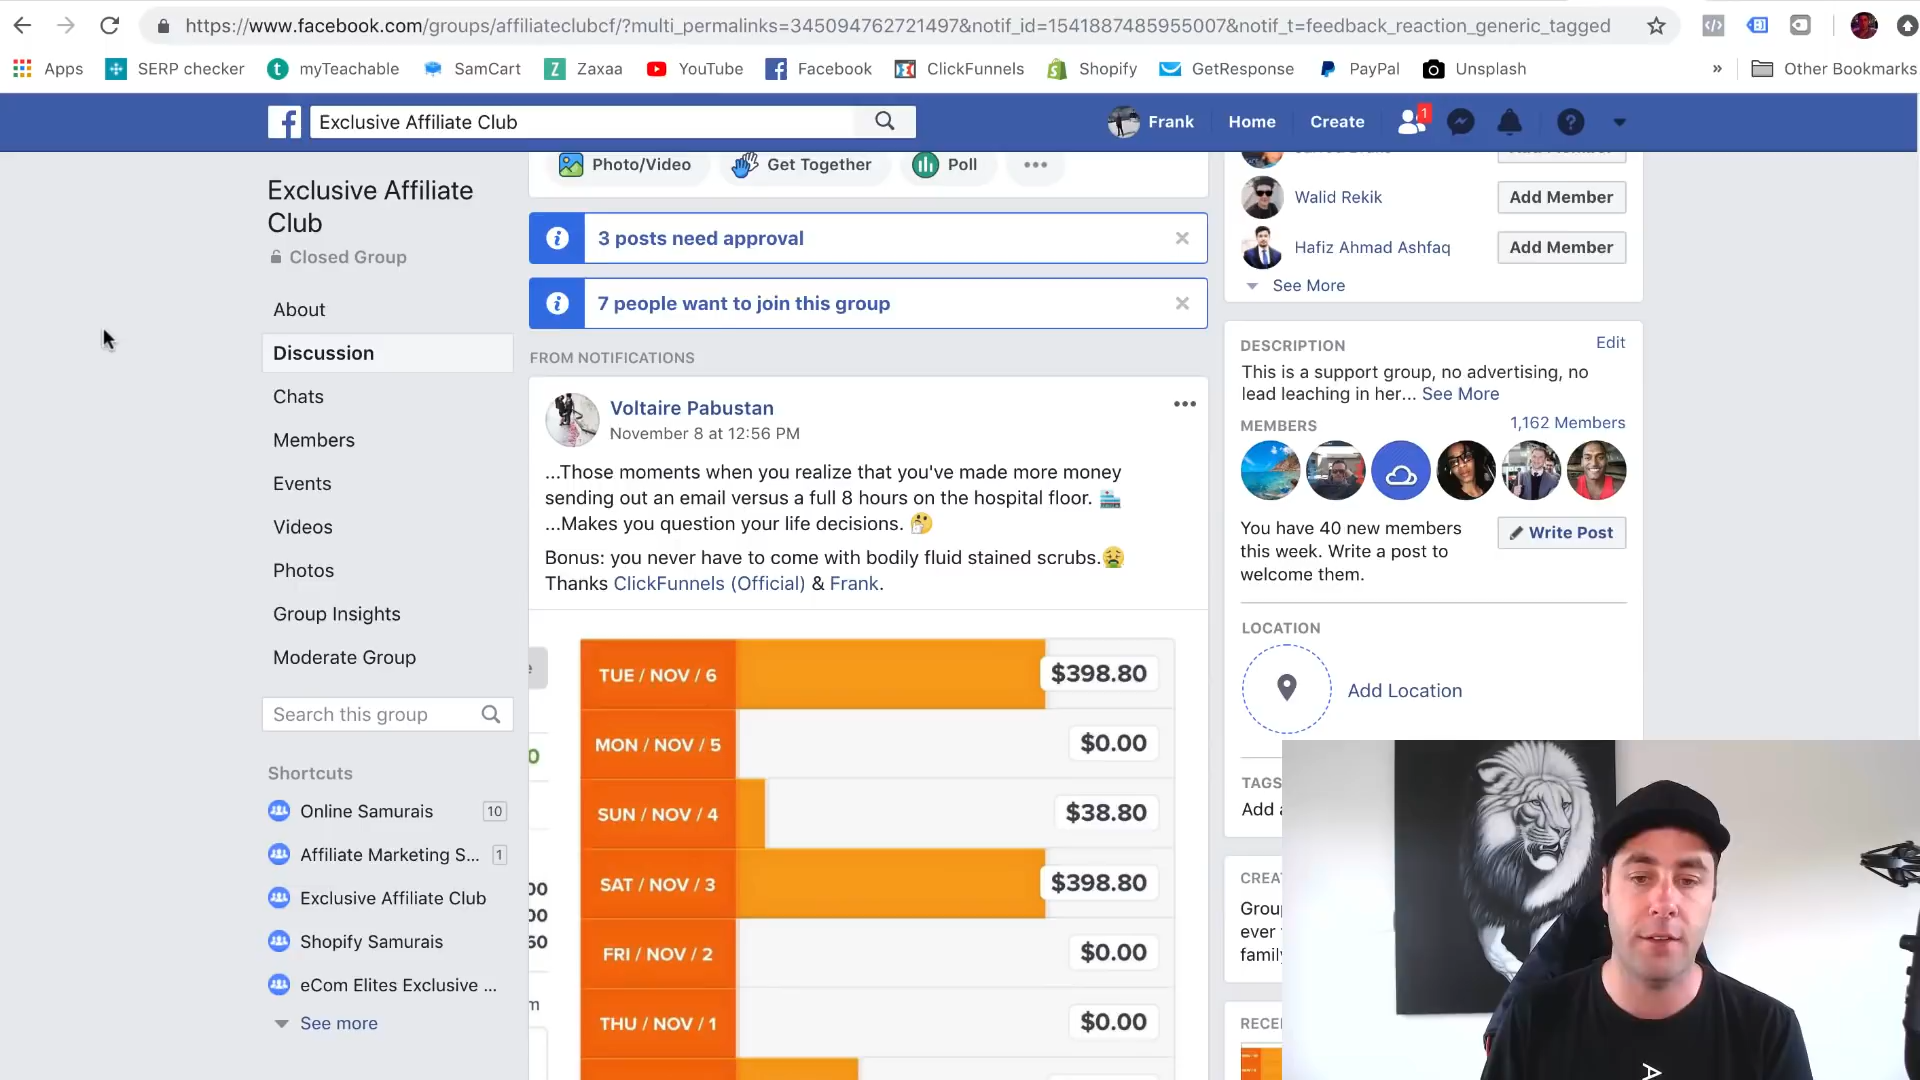 https://www.facebook.com/groups/affiliateclubcf/?multi_permalinks=345094762721497&notif_id=1541887485955007&notif_t=feedback_reaction_generic_tagged
Apps
SERP checker
myTeachable
SamCart
Zaxaa
YouTube
Facebook
ClickFunnels
Shopify
GetResponse
PayPal
Unsplash
»
Other Bookmarks
Exclusive Affiliate Club
Frank
Home
Create
1
Exclusive Affiliate
Club
Closed Group
About
Discussion
Chats
Members
Events
Videos
Photos
Group Insights
Moderate Group
Search this group
Shortcuts
Online Samurais
10
Affiliate Marketing S...
1
Exclusive Affiliate Club
Shopify Samurais
eCom Elites Exclusive ...
See more
Photo/Video
Get Together
Poll
3 posts need approval
7 people want to join this group
FROM NOTIFICATIONS
Voltaire Pabustan
November 8 at 12:56 PM
...Those moments when you realize that you've made more money
sending out an email versus a full 8 hours on the hospital floor.
...Makes you question your life decisions.
Bonus: you never have to come with bodily fluid stained scrubs.
Thanks ClickFunnels (Official) & Frank.
TUE / NOV / 6
$398.80
MON / NOV / 5
$0.00
SUN / NOV / 4
$38.80
SAT / NOV / 3
$398.80
FRI / NOV / 2
$0.00
THU / NOV / 1
$0.00
Add Member
Walid Rekik
Add Member
Hafiz Ahmad Ashfaq
Add Member
See More
DESCRIPTION
Edit
This is a support group, no advertising, no
lead leaching in her... See More
MEMBERS
1,162 Members
You have 40 new members
this week. Write a post to
welcome them.
Write Post
LOCATION
Add Location
TAGS
Add